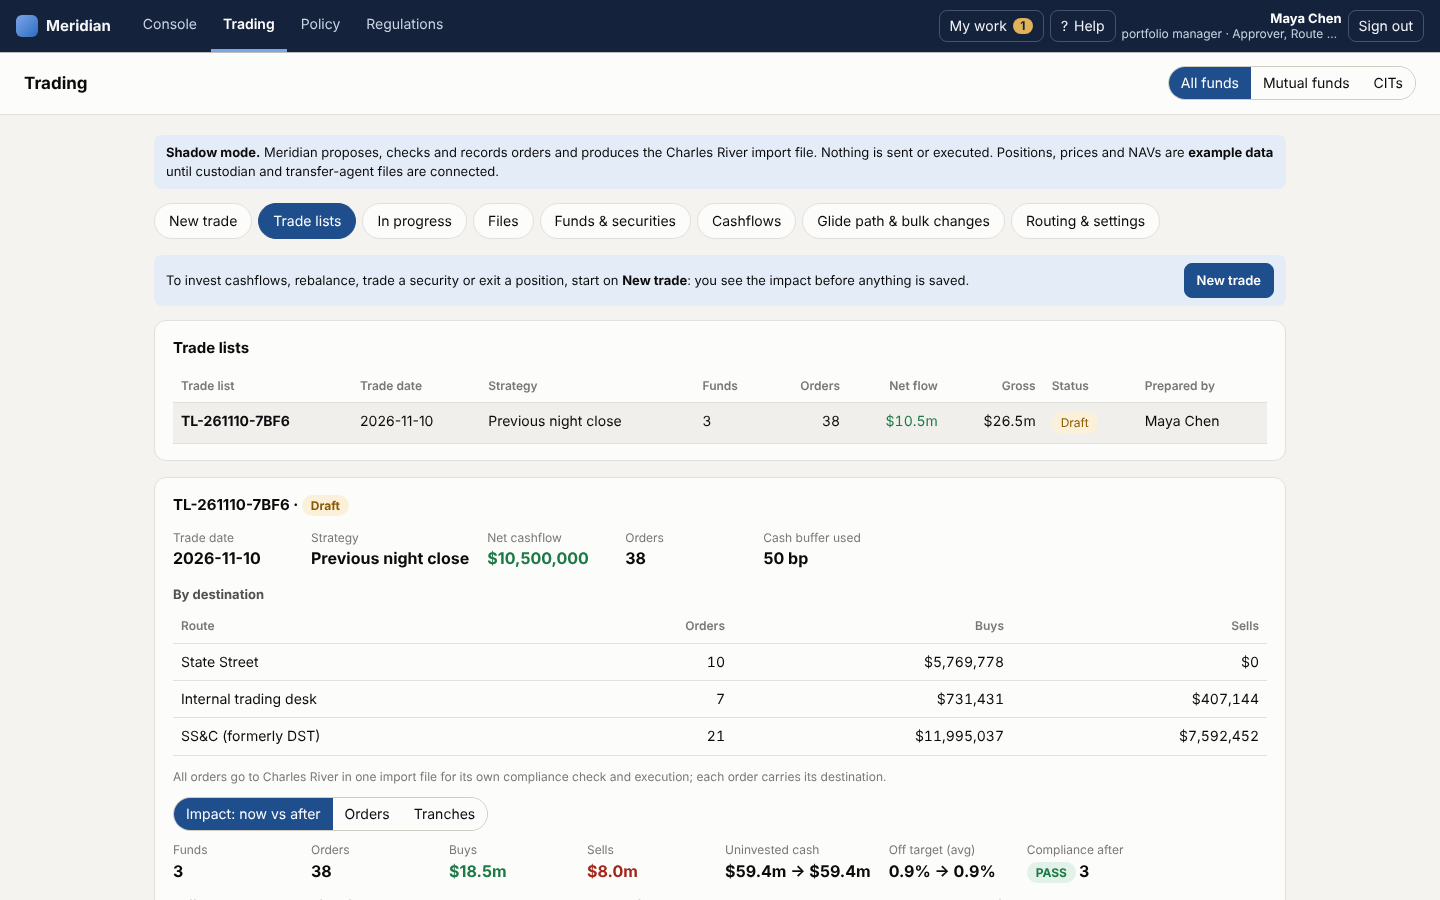 Meridian Console Trading Policy Regulations My work 1 ? Help Maya Chen Sign out
portfolio manager · Approver, Route ...
Trading All funds Mutual funds CITs
Shadow mode. Meridian proposes, checks and records orders and produces the Charles River import file. Nothing is sent or executed. Positions, prices and NAVs are example data
until custodian and transfer-agent files are connected.
New trade Trade lists In progress Files Funds & securities Cashflows Glide path & bulk changes Routing & settings
To invest cashflows, rebalance, trade a security or exit a position, start on New trade: you see the impact before anything is saved. New trade
Trade lists
Trade list Trade date Strategy Funds Orders Net flow Gross Status Prepared by
TL-261110-7BF6 2026-11-10 Previous night close 3 38 $10.5m $26.5m Draft Maya Chen
TL-261110-7BF6 · Draft
Trade date Strategy Net cashflow Orders Cash buffer used
2026-11-10 Previous night close $10,500,000 38 50 bp
By destination
Route Orders Buys Sells
State Street 10 $5,769,778 $0
Internal trading desk 7 $731,431 $407,144
SS&C (formerly DST) 21 $11,995,037 $7,592,452
All orders go to Charles River in one import file for its own compliance check and execution; each order carries its destination.
Impact: now vs after Orders Tranches
Funds Orders Buys Sells Uninvested cash Off target (avg) Compliance after
3 38 $18.5m $8.0m $59.4m → $59.4m 0.9% → 0.9% PASS 3